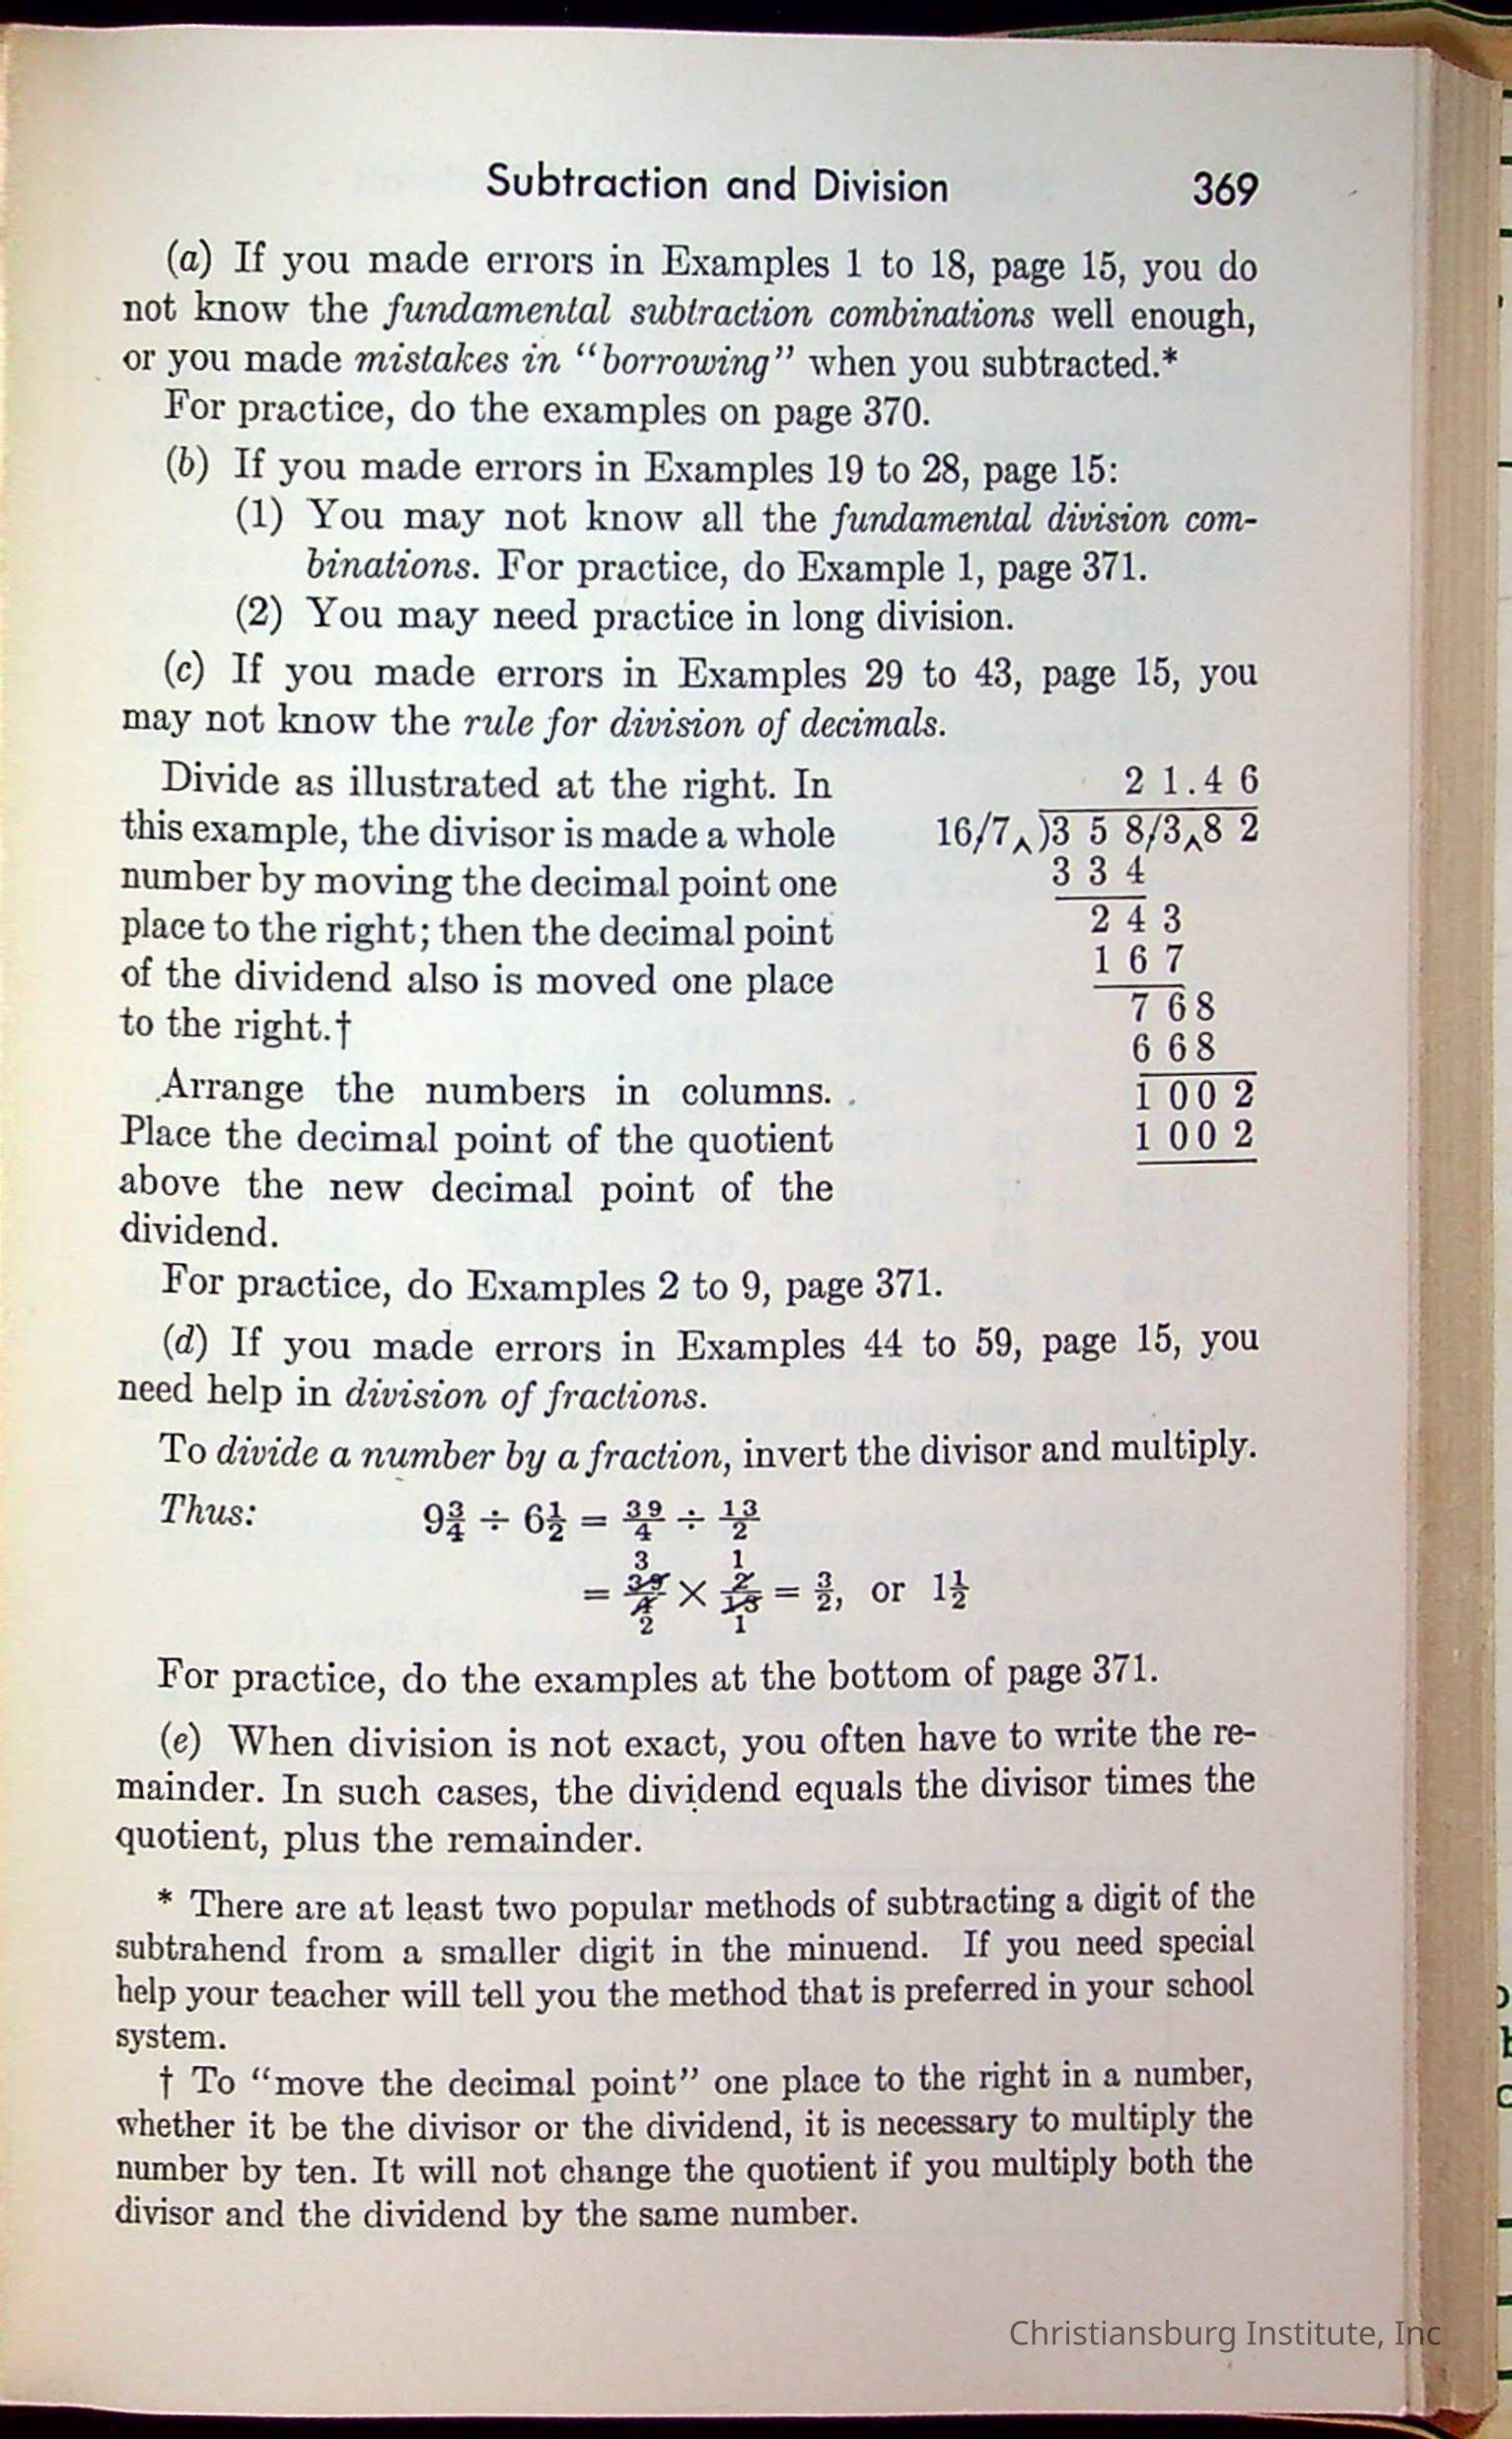 Subtraction and Division 369
(a) If you made errors in Examples 1 to 18, page 15, you do
not know the fundamental subtraction combinations well enough,
or you made mistakes in “borrowing” when you subtracted.*
For practice, do the examples on page 370.
(b) If you made errors in Examples 19 to 28, page 15:
(1) You may not know all the fundamental division com-
binations. For practice, do Example 1, page 371.
(2) You may need practice in long division.
(c) If you made errors in Examples 29 to 43, page 15, you
may not know the rule for division of decimals.
Divide as illustrated at the right. In
this example, the divisor is made a whole
number by moving the decimal point one
place to the right; then the decimal point
of the dividend also is moved one place
to the right.†
Arrange the numbers in columns.
Place the decimal point of the quotient
above the new decimal point of the
dividend.
2 1.4 6
16/7‸)3 5 8/3‸8 2
3 3 4
2 4 3
1 6 7
7 6 8
6 6 8
1 0 0 2
1 0 0 2
For practice, do Examples 2 to 9, page 371.
(d) If you made errors in Examples 44 to 59, page 15, you
need help in division of fractions.
To divide a number by a fraction, invert the divisor and multiply.
Thus: 9 3/4 ÷ 6 1/2 = 39/4 ÷ 13/2
3 1
= 39/4 × 2/13 = 3/2, or 1 1/2
2 1
For practice, do the examples at the bottom of page 371.
(e) When division is not exact, you often have to write the re-
mainder. In such cases, the dividend equals the divisor times the
quotient, plus the remainder.
* There are at least two popular methods of subtracting a digit of the
subtrahend from a smaller digit in the minuend. If you need special
help your teacher will tell you the method that is preferred in your school
system.
† To “move the decimal point” one place to the right in a number,
whether it be the divisor or the dividend, it is necessary to multiply the
number by ten. It will not change the quotient if you multiply both the
divisor and the dividend by the same number.
Christiansburg Institute, Inc